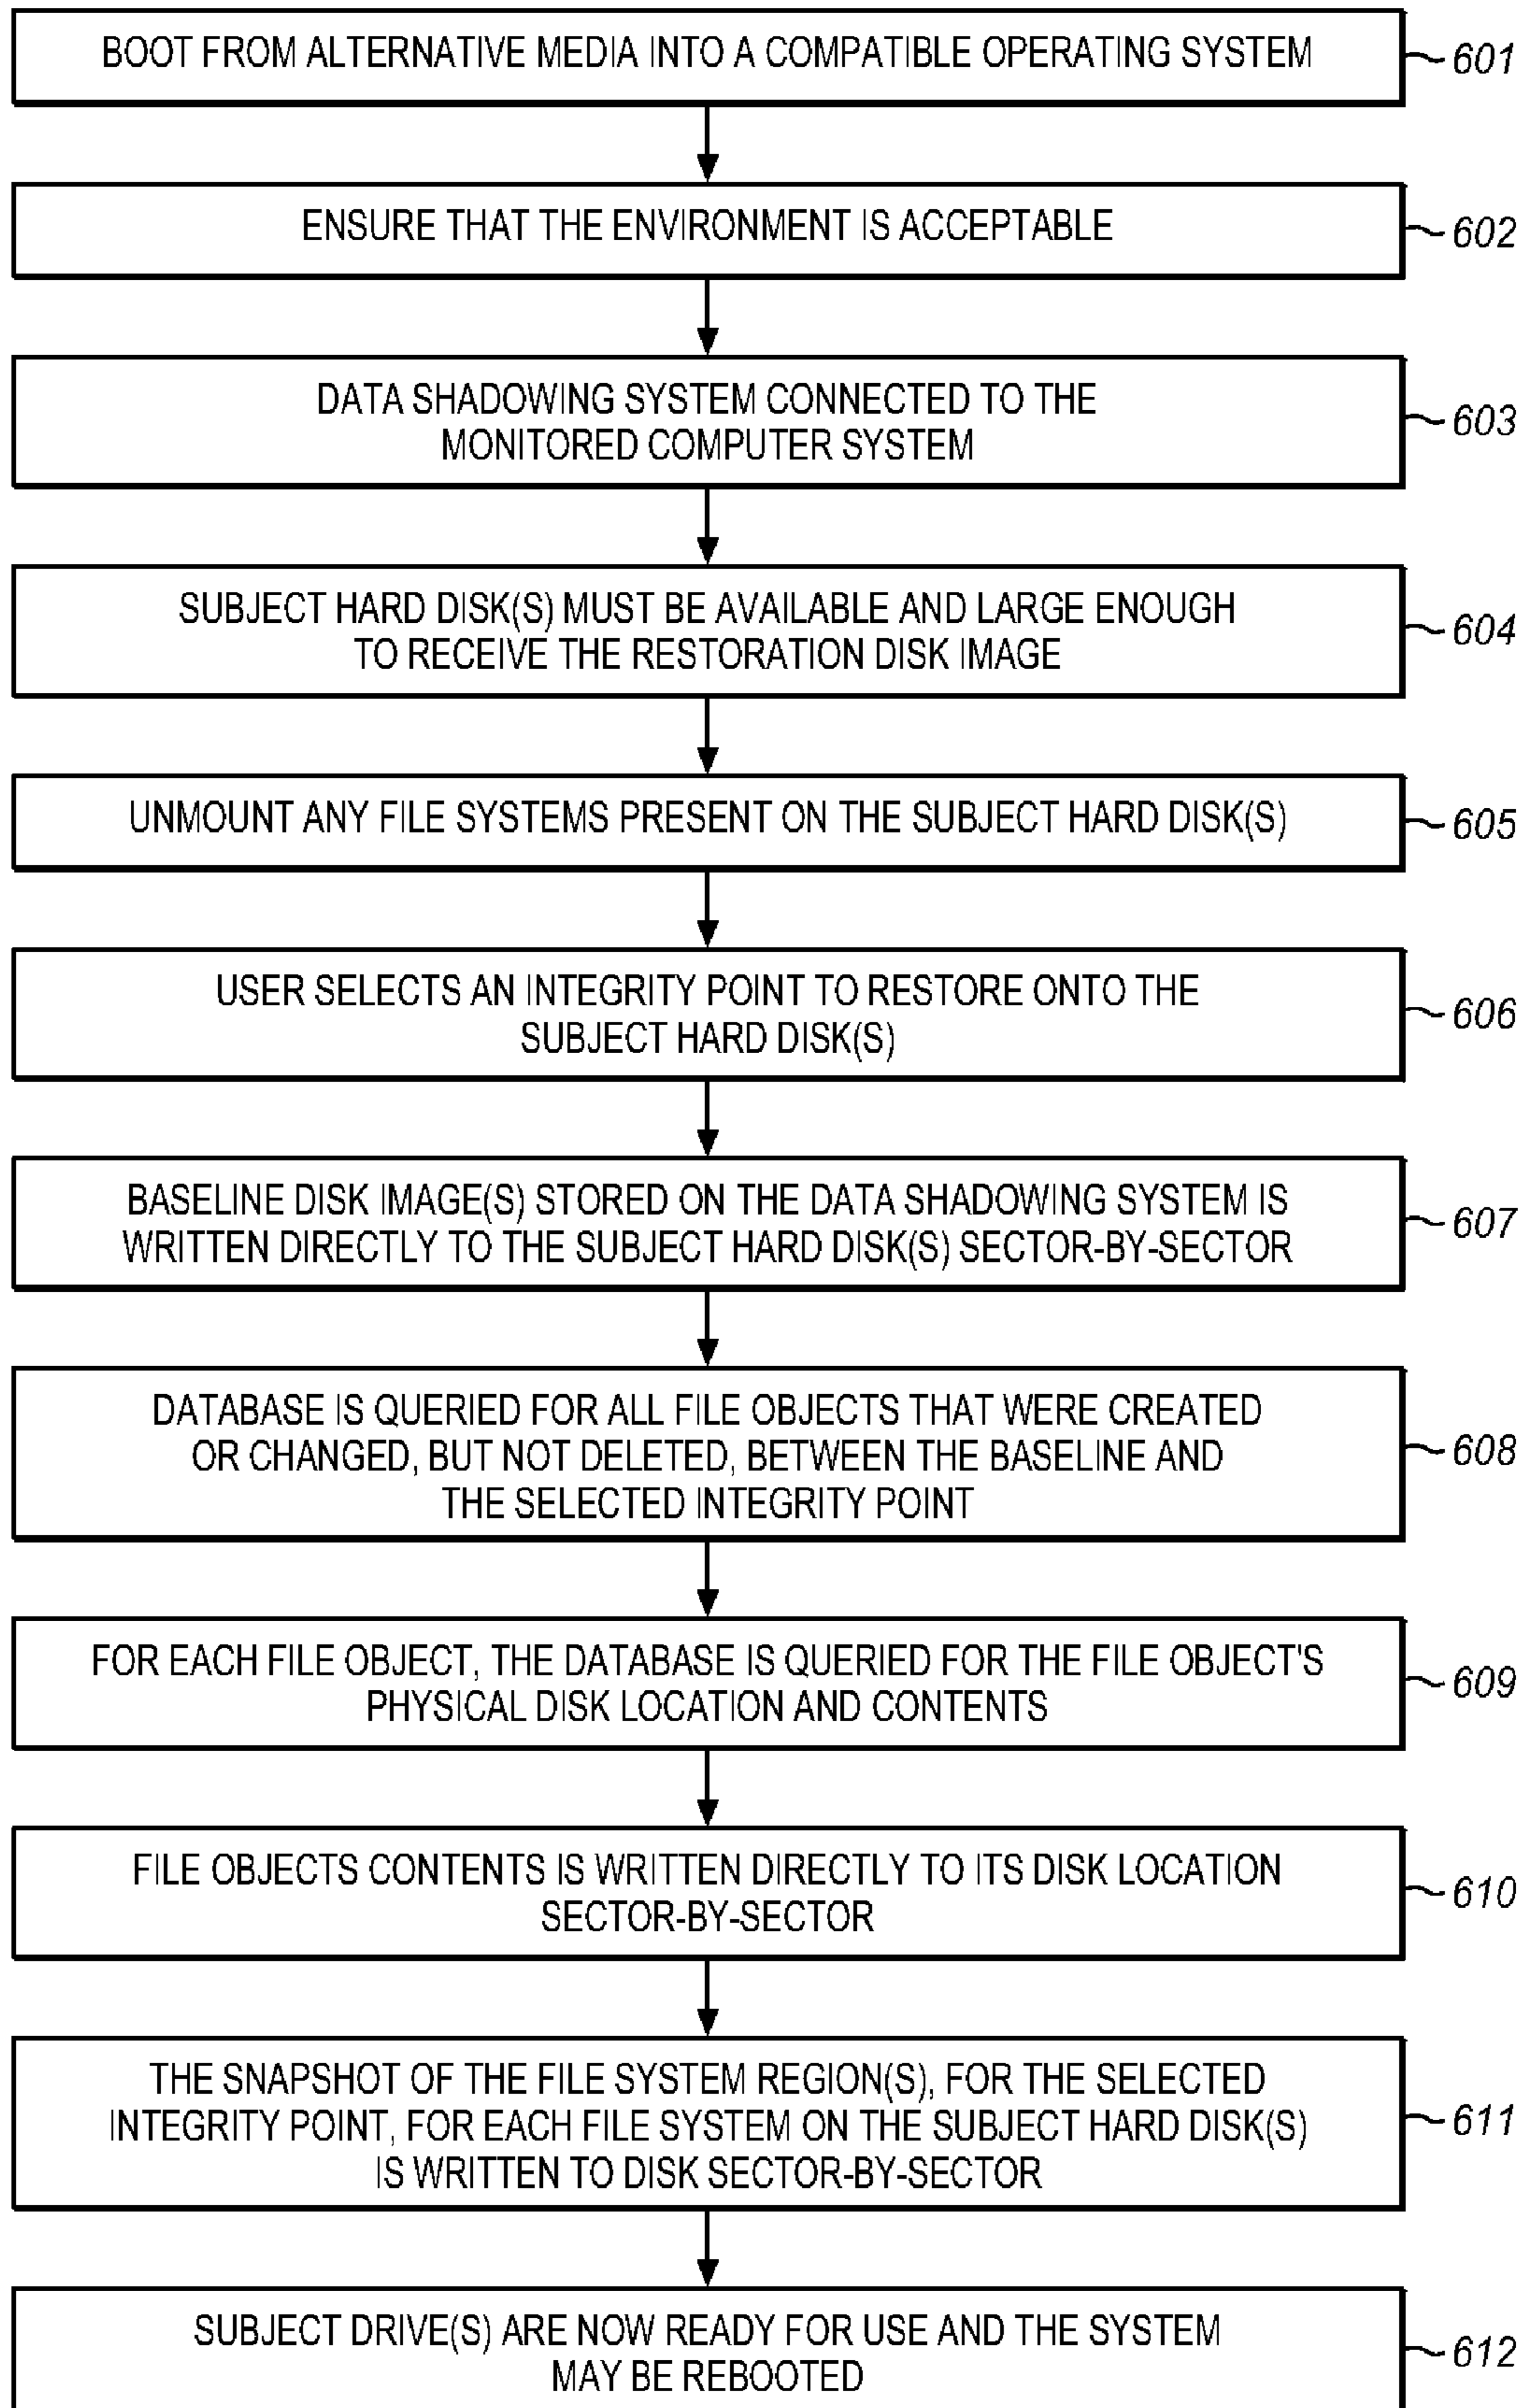 BOOT FROM ALTERNATIVE MEDIA INTO A COMPATIBLE OPERATING SYSTEM
601
ENSURE THAT THE ENVIRONMENT IS ACCEPTABLE
602
DATA SHADOWING SYSTEM CONNECTED TO THE
MONITORED COMPUTER SYSTEM
603
SUBJECT HARD DISK(S) MUST BE AVAILABLE AND LARGE ENOUGH
TO RECEIVE THE RESTORATION DISK IMAGE
604
UNMOUNT ANY FILE SYSTEMS PRESENT ON THE SUBJECT HARD DISK(S)
605
USER SELECTS AN INTEGRITY POINT TO RESTORE ONTO THE
SUBJECT HARD DISK(S)
606
BASELINE DISK IMAGE(S) STORED ON THE DATA SHADOWING SYSTEM IS
WRITTEN DIRECTLY TO THE SUBJECT HARD DISK(S) SECTOR-BY-SECTOR
607
DATABASE IS QUERIED FOR ALL FILE OBJECTS THAT WERE CREATED
OR CHANGED, BUT NOT DELETED, BETWEEN THE BASELINE AND
THE SELECTED INTEGRITY POINT
608
FOR EACH FILE OBJECT, THE DATABASE IS QUERIED FOR THE FILE OBJECT'S
PHYSICAL DISK LOCATION AND CONTENTS
609
FILE OBJECTS CONTENTS IS WRITTEN DIRECTLY TO ITS DISK LOCATION
SECTOR-BY-SECTOR
610
THE SNAPSHOT OF THE FILE SYSTEM REGION(S), FOR THE SELECTED
INTEGRITY POINT, FOR EACH FILE SYSTEM ON THE SUBJECT HARD DISK(S)
IS WRITTEN TO DISK SECTOR-BY-SECTOR
611
SUBJECT DRIVE(S) ARE NOW READY FOR USE AND THE SYSTEM
MAY BE REBOOTED
612